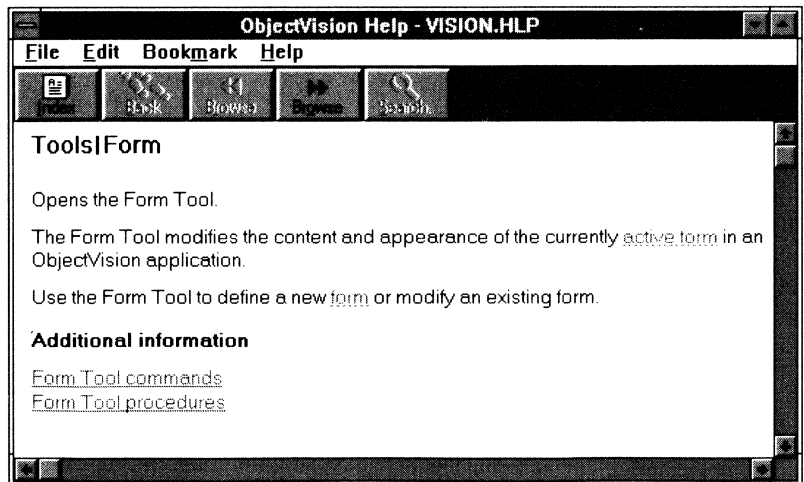 ObjectVision Help - VISION.HLP
File Edit Bookmark Help
Index Back Browse Browse Search
Tools|Form
Opens the Form Tool.
The Form Tool modifies the content and appearance of the currently active form in an
ObjectVision application.
Use the Form Tool to define a new form or modify an existing form.
Additional information
Form Tool commands
Form Tool procedures